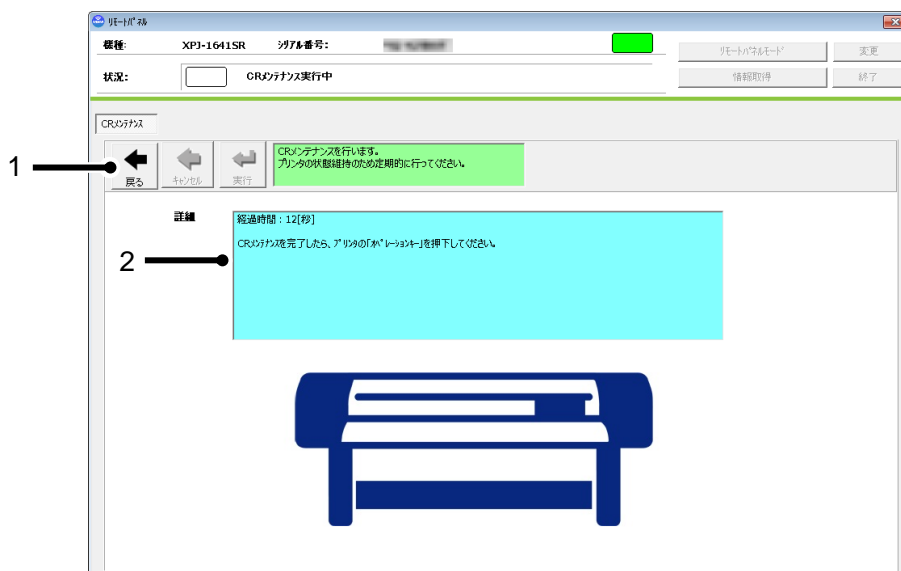 リモートパネル
機種: XPJ-1641SR シリアル番号:
リモートパネルモード 変更
状況: CRメンテナンス実行中
情報取得 終了
CRメンテナンス
1
戻る キャンセル 実行
CRメンテナンスを行います。
プリンタの状態維持のため定期的に行ってください。
詳細
経過時間:12[秒]
CRメンテナンスを完了したら、プリンタの「オペレーションキー」を押下してください。
2